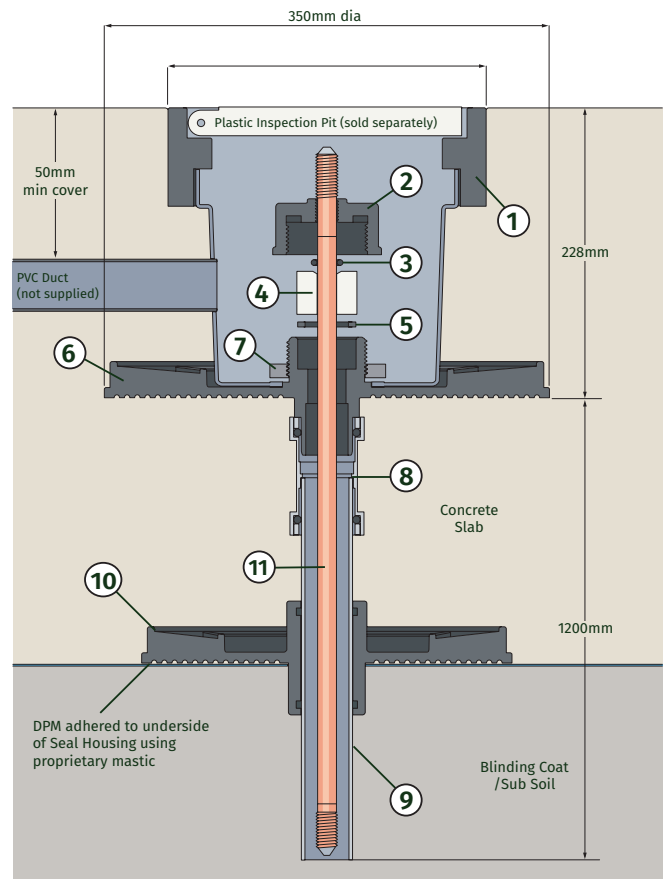 350mm dia
Plastic Inspection Pit (sold separately)
50mm
min cover
2
1
3
228mm
PVC Duct
(not supplied)
4
5
7
6
8
Concrete
Slab
11
10
1200mm
DPM adhered to underside
of Seal Housing using
proprietary mastic
Blinding Coat
/Sub Soil
9